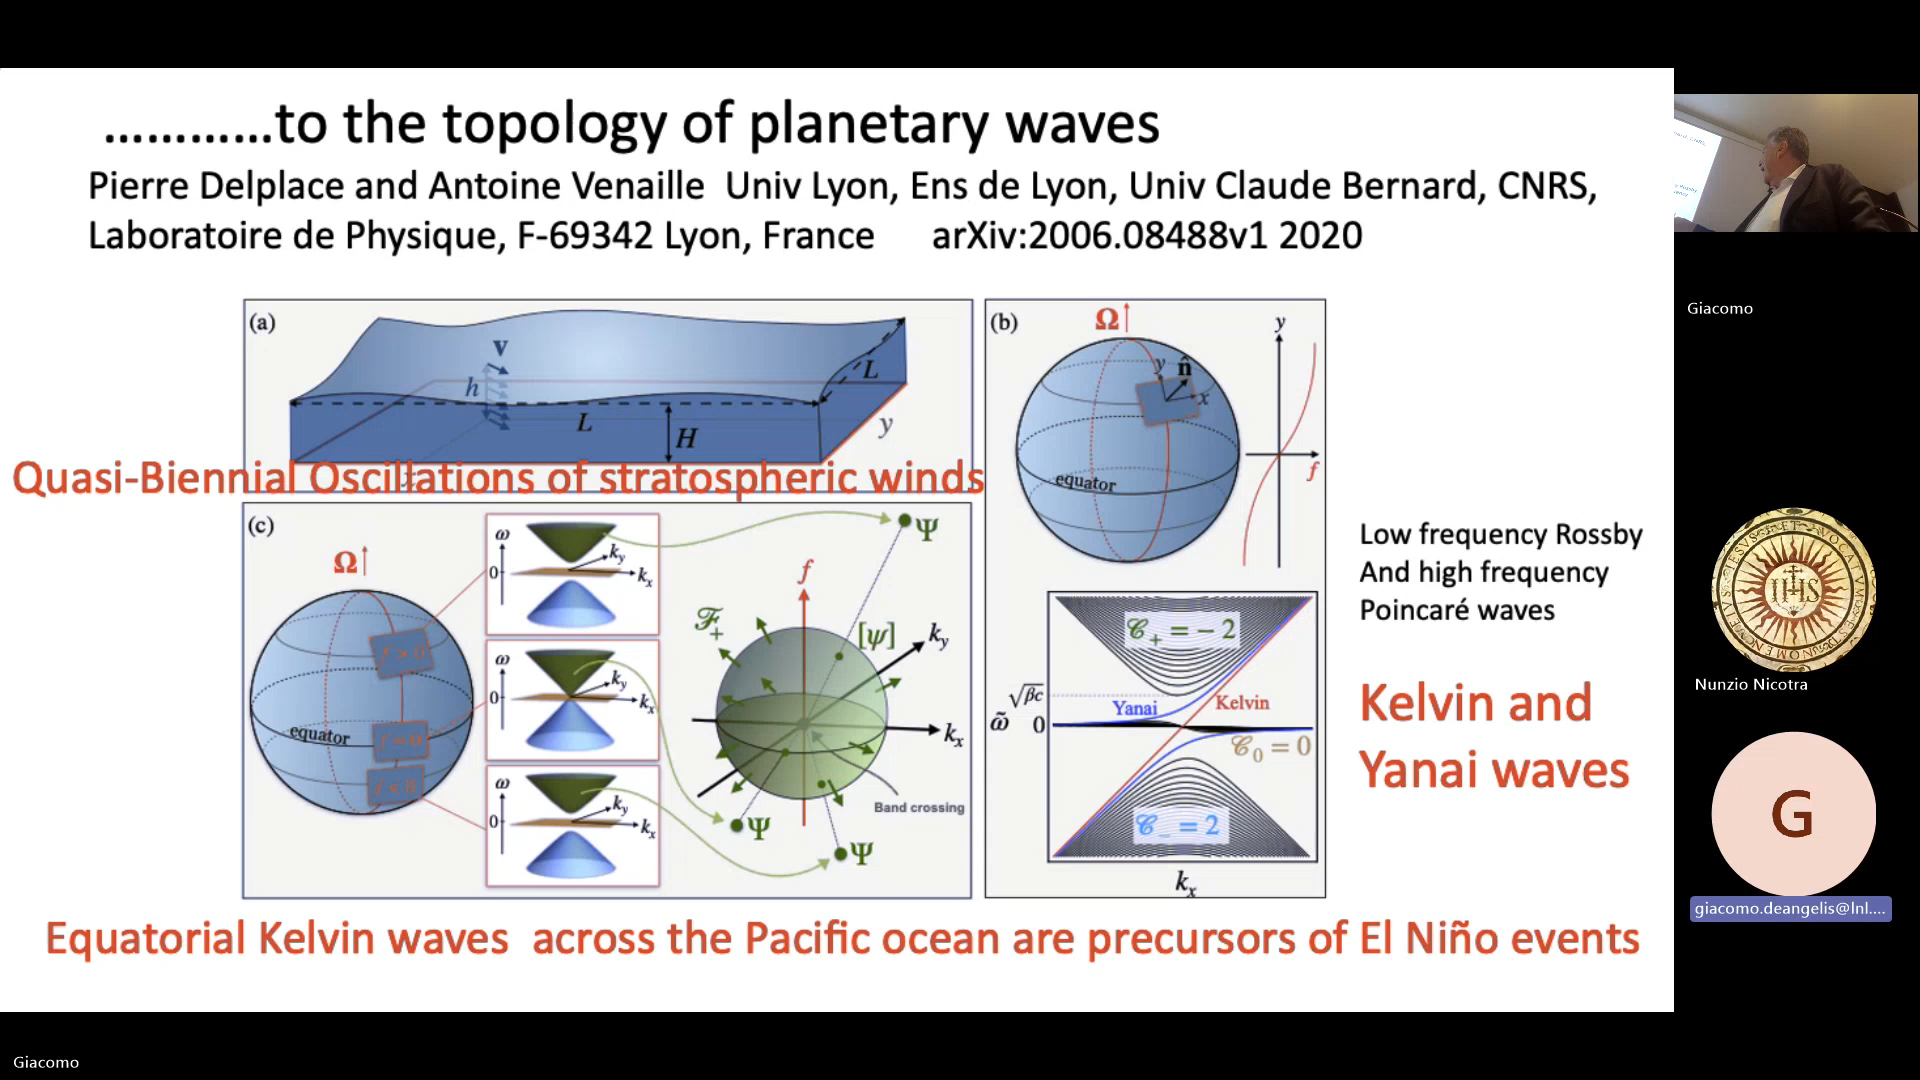 …………to the topology of planetary waves
Pierre Delplace and Antoine Venaille Univ Lyon, Ens de Lyon, Univ Claude Bernard, CNRS,
Laboratoire de Physique, F-69342 Lyon, France arXiv:2006.08488v1 2020
(a)
v
h
L
L
H
y
Quasi-Biennial Oscillations of stratospheric winds
(b)
Ω
y
n̂
x
equator
y
f
(c)
Ω
equator
f > 0
f = 0
f < 0
ω
0
k_y
k_x
ω
0
k_y
k_x
ω
0
k_y
k_x
Ψ
f
ℱ₊
[ψ]
k_y
k_x
Band crossing
Ψ
Ψ
𝒞₊ = − 2
√βc
Yanai
Kelvin
ω̃
0
𝒞₀ = 0
𝒞₋ = 2
k_x
Low frequency Rossby
And high frequency
Poincaré waves
Kelvin and
Yanai waves
Equatorial Kelvin waves across the Pacific ocean are precursors of El Niño events
Giacomo
IHS
Nunzio Nicotra
G
giacomo.deangelis@lnl....
Giacomo